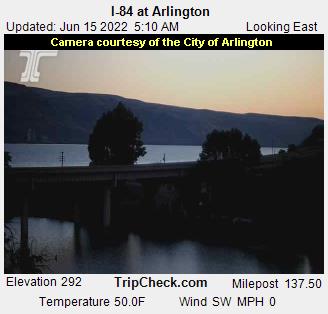 I-84 at Arlington
Updated: Jun 15 2022 5:10 AM Looking East
Camera courtesy of the City of Arlington
Elevation 292 TripCheck.com Milepost 137.50
Temperature 50.0F Wind SW MPH 0